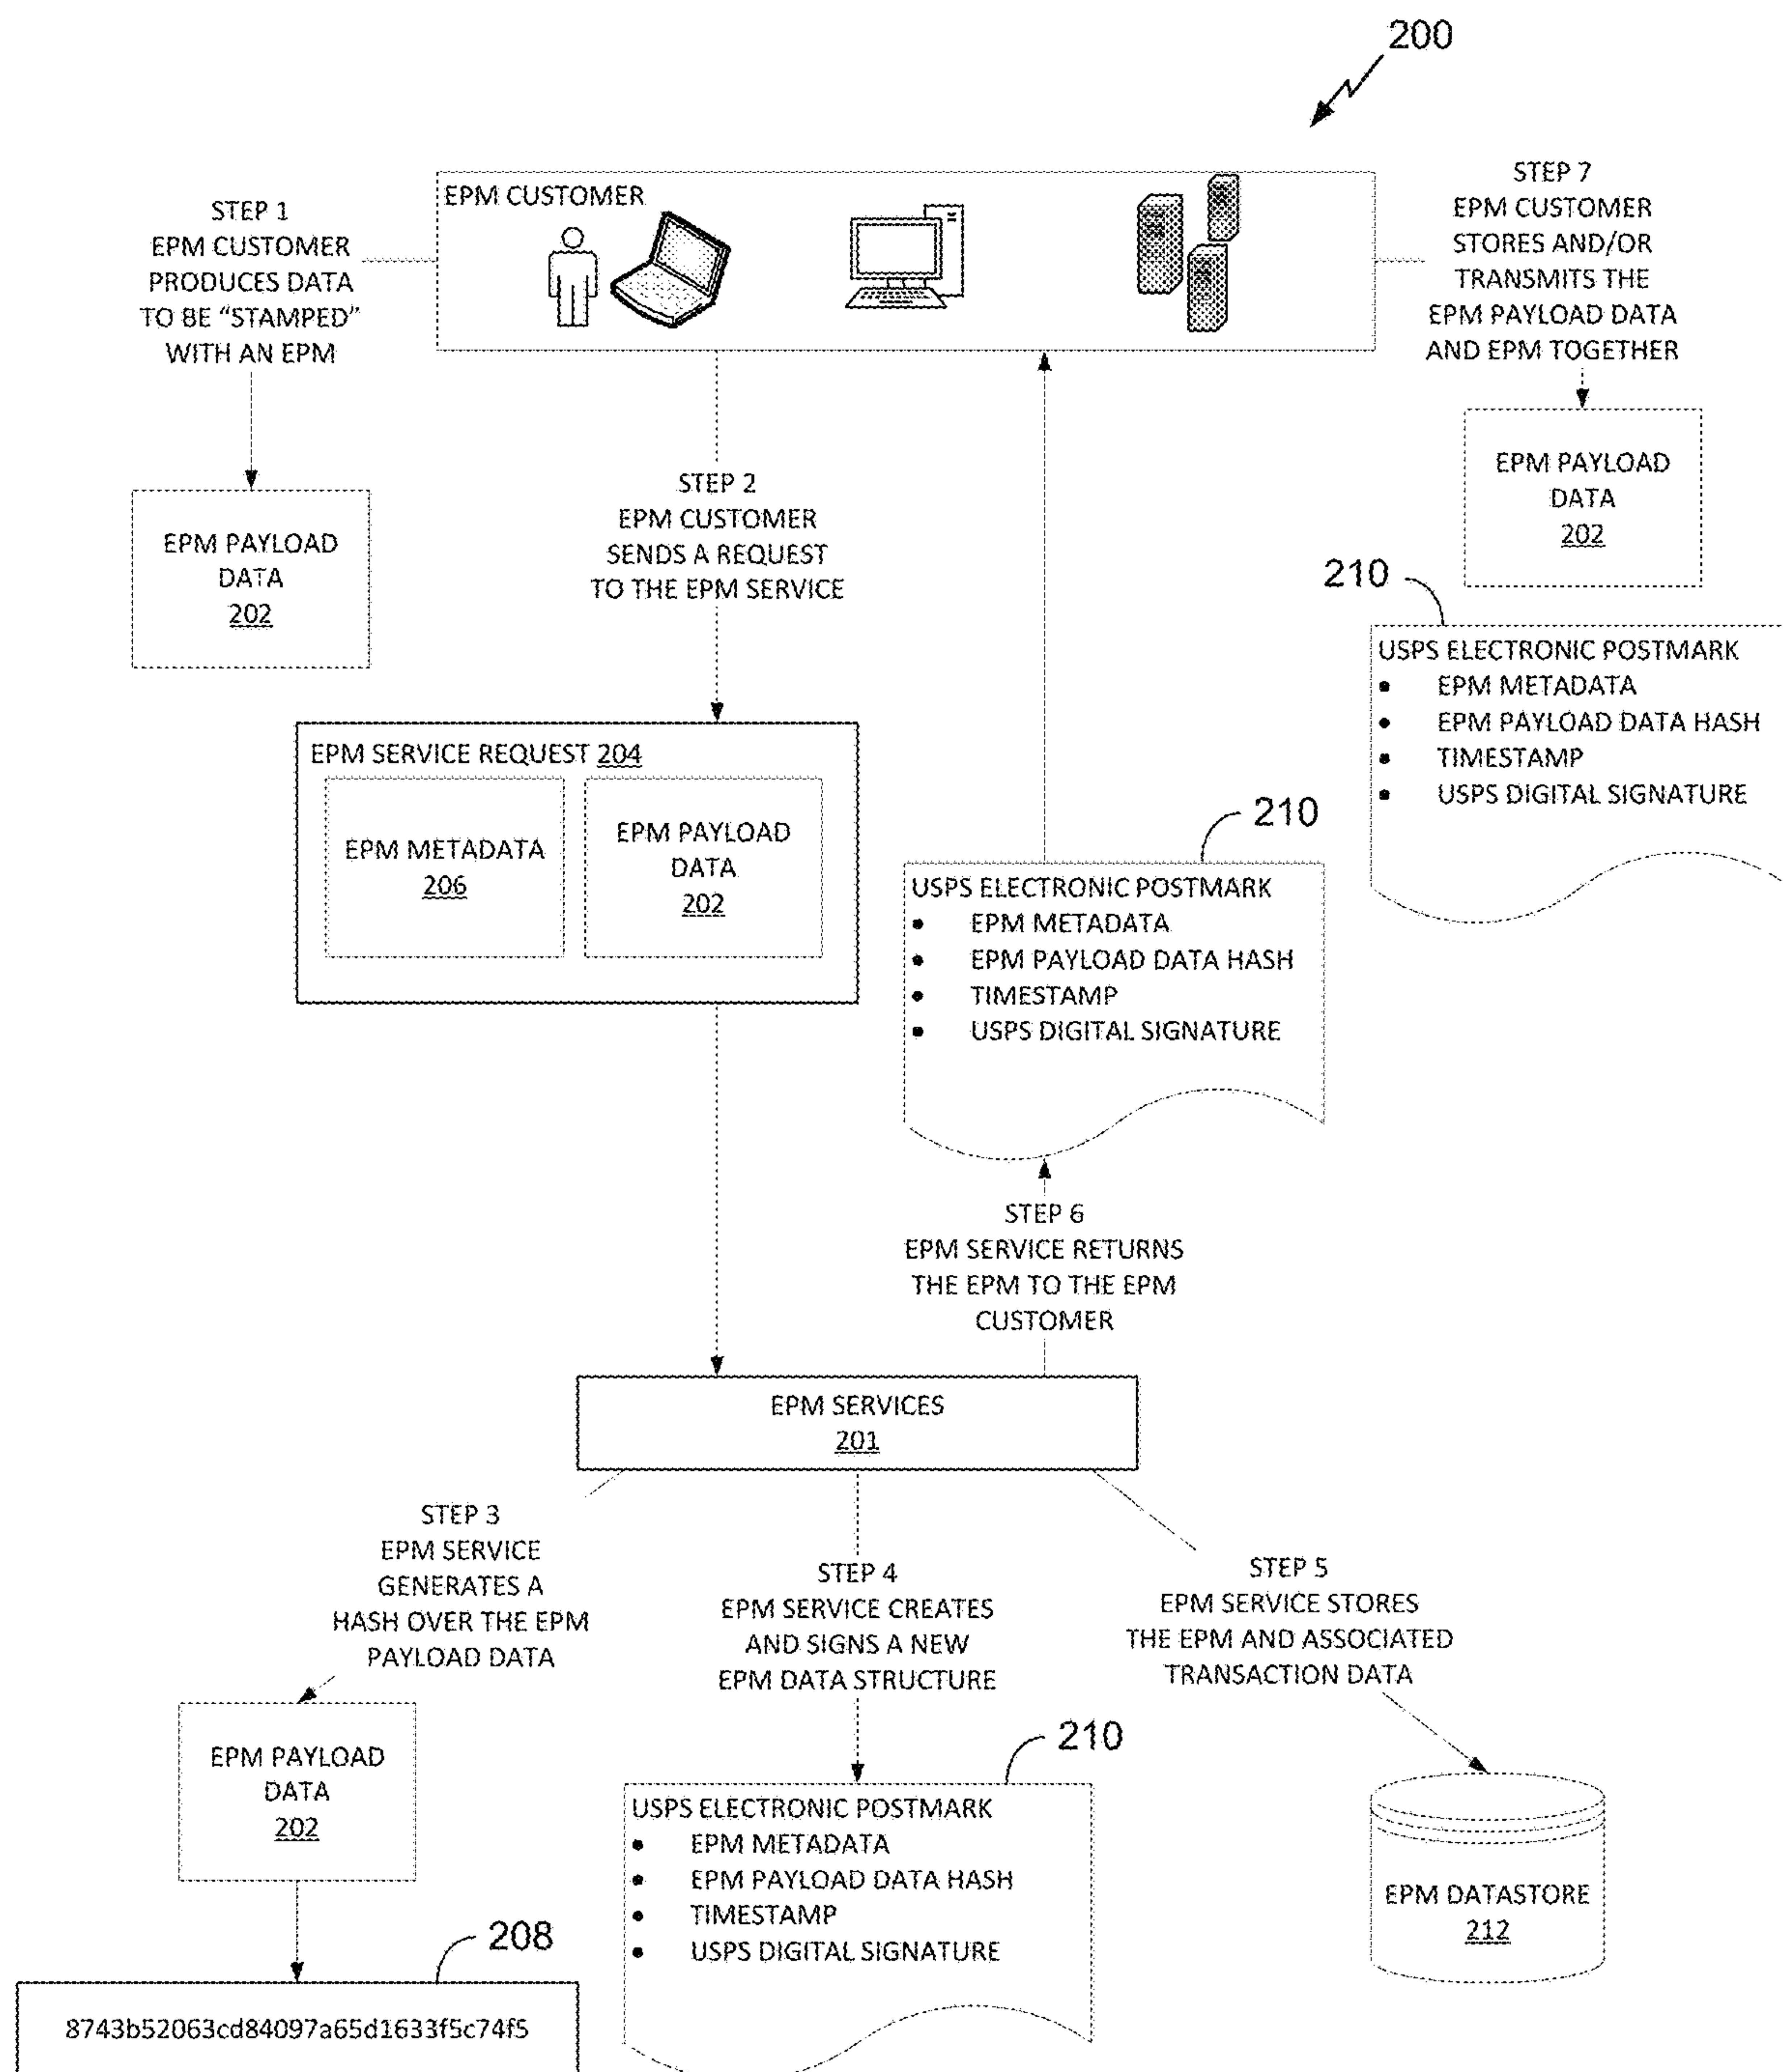 200
EPM CUSTOMER
STEP 1
EPM CUSTOMER
PRODUCES DATA
TO BE “STAMPED”
WITH AN EPM
STEP 7
EPM CUSTOMER
STORES AND/OR
TRANSMITS THE
EPM PAYLOAD DATA
AND EPM TOGETHER
EPM PAYLOAD
DATA
202
STEP 2
EPM CUSTOMER
SENDS A REQUEST
TO THE EPM SERVICE
EPM PAYLOAD
DATA
202
210
USPS ELECTRONIC POSTMARK
• EPM METADATA
• EPM PAYLOAD DATA HASH
• TIMESTAMP
• USPS DIGITAL SIGNATURE
EPM SERVICE REQUEST 204
EPM METADATA
206
EPM PAYLOAD
DATA
202
210
USPS ELECTRONIC POSTMARK
• EPM METADATA
• EPM PAYLOAD DATA HASH
• TIMESTAMP
• USPS DIGITAL SIGNATURE
STEP 6
EPM SERVICE RETURNS
THE EPM TO THE EPM
CUSTOMER
EPM SERVICES
201
STEP 3
EPM SERVICE
GENERATES A
HASH OVER THE EPM
PAYLOAD DATA
STEP 4
EPM SERVICE CREATES
AND SIGNS A NEW
EPM DATA STRUCTURE
STEP 5
EPM SERVICE STORES
THE EPM AND ASSOCIATED
TRANSACTION DATA
EPM PAYLOAD
DATA
202
210
USPS ELECTRONIC POSTMARK
• EPM METADATA
• EPM PAYLOAD DATA HASH
• TIMESTAMP
• USPS DIGITAL SIGNATURE
EPM DATASTORE
212
208
8743b52063cd84097a65d1633f5c74f5